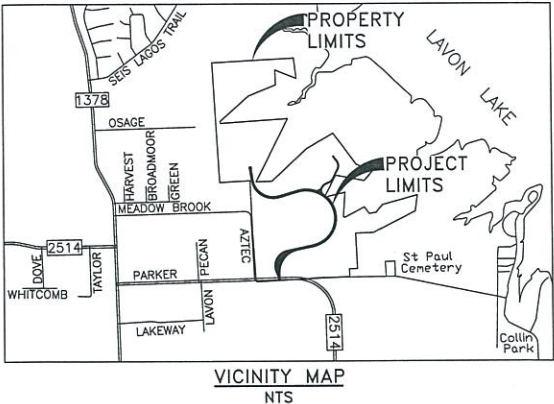 PROPERTY
LIMITS
SEIS LAGOS TRAIL
LAVON LAKE
1378
OSAGE
HARVEST
BROADMOOR
GREEN
PROJECT
LIMITS
MEADOW BROOK
AZTEC
2514
DOVE
TAYLOR
PECAN
St Paul
Cemetery
WHITCOMB
PARKER
LAVON
LAKEWAY
2514
Collin
Park
VICINITY MAP
NTS